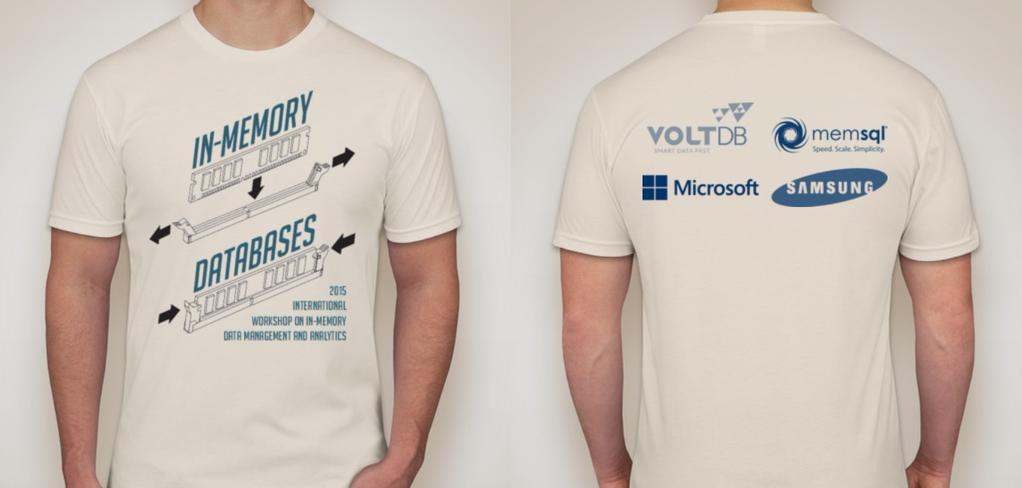 IN-MEMORY
DATABASES
2015
INTERNATIONAL
WORKSHOP ON IN-MEMORY
DATA MANAGEMENT AND ANALYTICS
VOLTDB
SMART DATA FAST.
memsql
Speed. Scale. Simplicity.
Microsoft
SAMSUNG